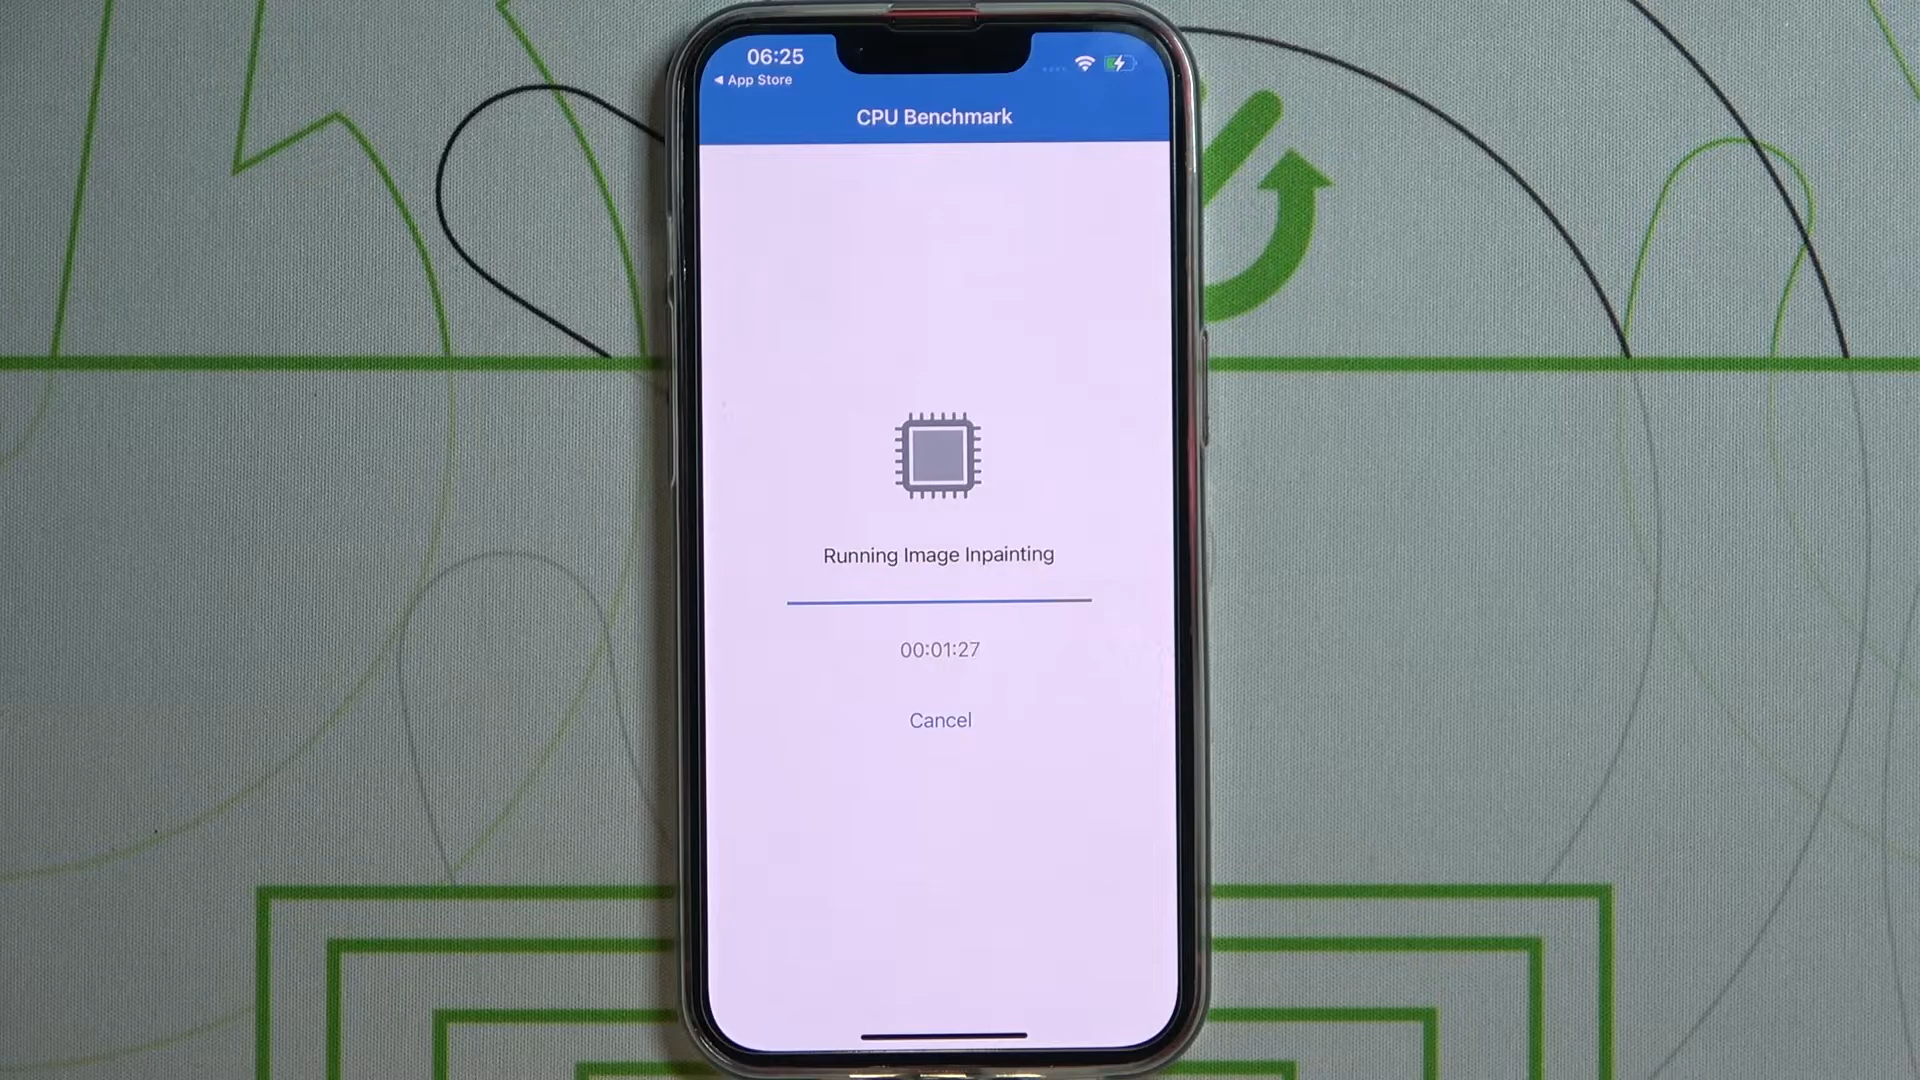 06:25
◀ App Store
CPU Benchmark
Running Image Inpainting
00:01:27
Cancel